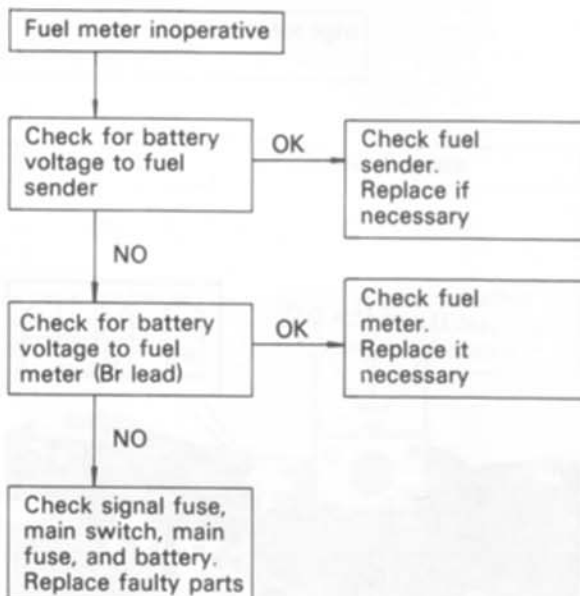 Fuel meter inoperative
Check for battery
voltage to fuel
sender
OK
Check fuel
sender.
Replace if
necessary
NO
Check for battery
voltage to fuel
meter (Br lead)
OK
Check fuel
meter.
Replace it
necessary
NO
Check signal fuse,
main switch, main
fuse, and battery.
Replace faulty parts